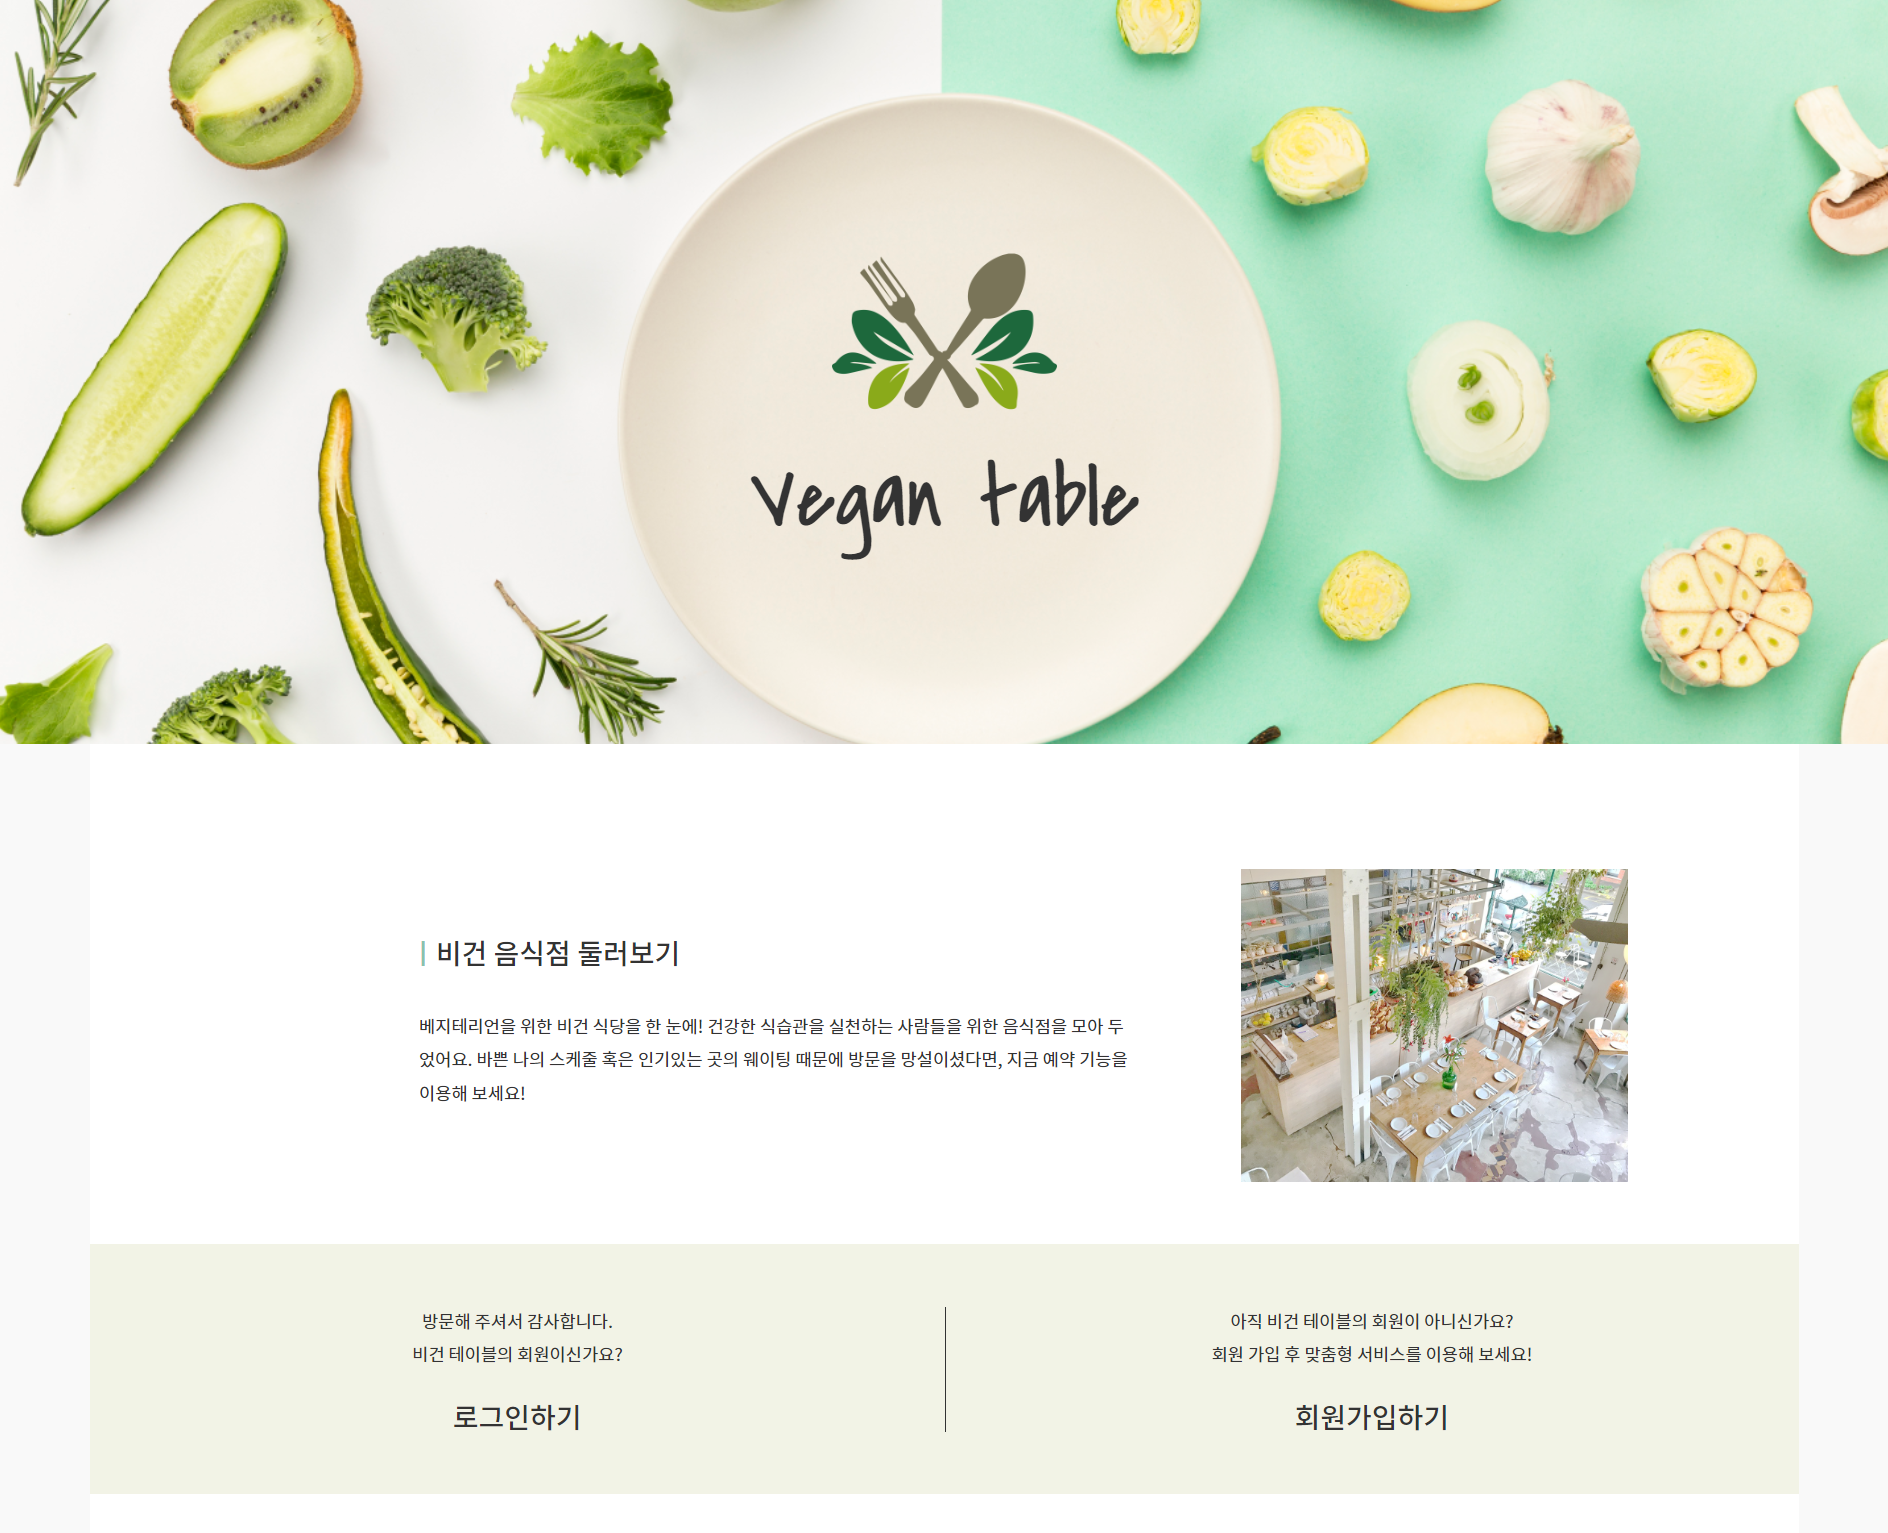 vegan table
비건 음식점 둘러보기
베지테리언을 위한 비건 식당을 한 눈에! 건강한 식습관을 실천하는 사람들을 위한 음식점을 모아 두
었어요. 바쁜 나의 스케줄 혹은 인기있는 곳의 웨이팅 때문에 방문을 망설이셨다면, 지금 예약 기능을
이용해 보세요!
방문해 주셔서 감사합니다.
비건 테이블의 회원이신가요?
로그인하기
아직 비건 테이블의 회원이 아니신가요?
회원 가입 후 맞춤형 서비스를 이용해 보세요!
회원가입하기